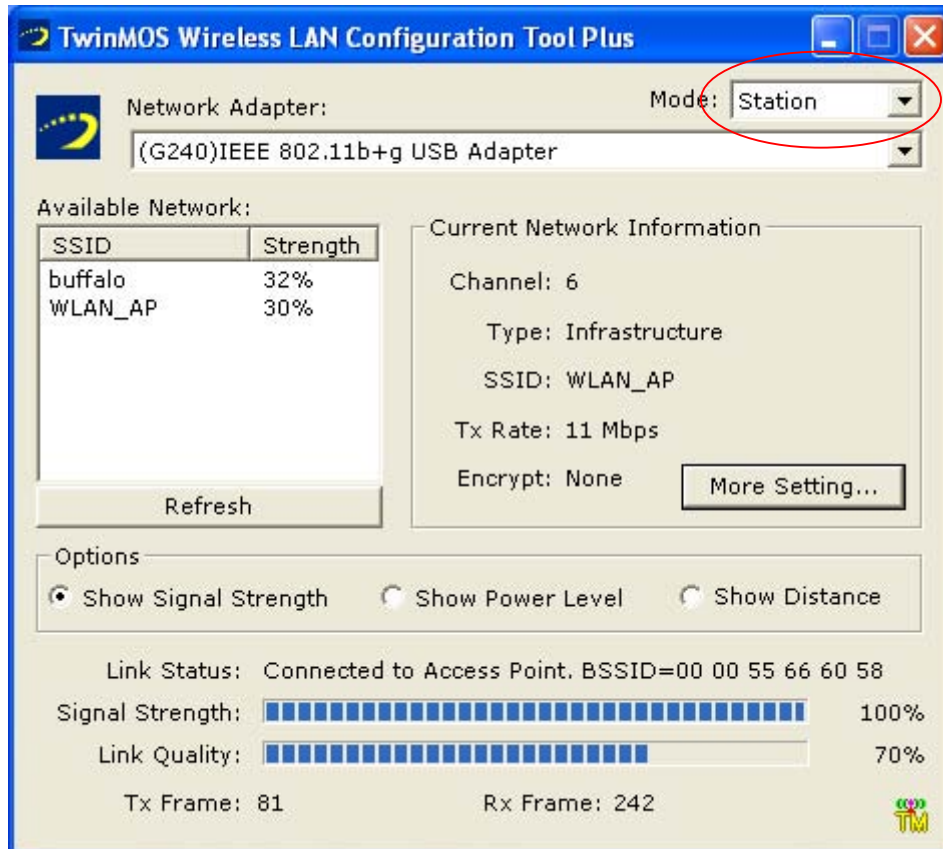 TwinMOS Wireless LAN Configuration Tool Plus
Network Adapter:
Mode: Station
(G240)IEEE 802.11b+g USB Adapter
Available Network:
SSID Strength
buffalo 32%
WLAN_AP 30%
Refresh
Current Network Information
Channel: 6
Type: Infrastructure
SSID: WLAN_AP
Tx Rate: 11 Mbps
Encrypt: None
More Setting...
Options
Show Signal Strength Show Power Level Show Distance
Link Status: Connected to Access Point. BSSID=00 00 55 66 60 58
Signal Strength: 100%
Link Quality: 70%
Tx Frame: 81 Rx Frame: 242
TM